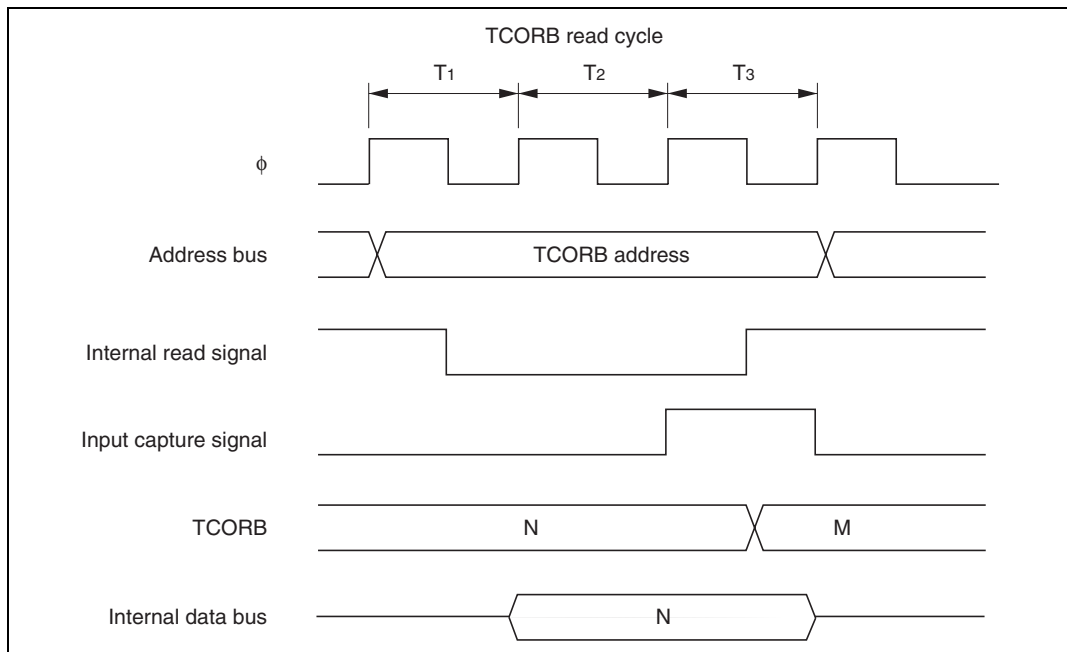 TCORB read cycle
T1 T2 T3
ϕ
Address bus TCORB address
Internal read signal
Input capture signal
TCORB N M
Internal data bus N